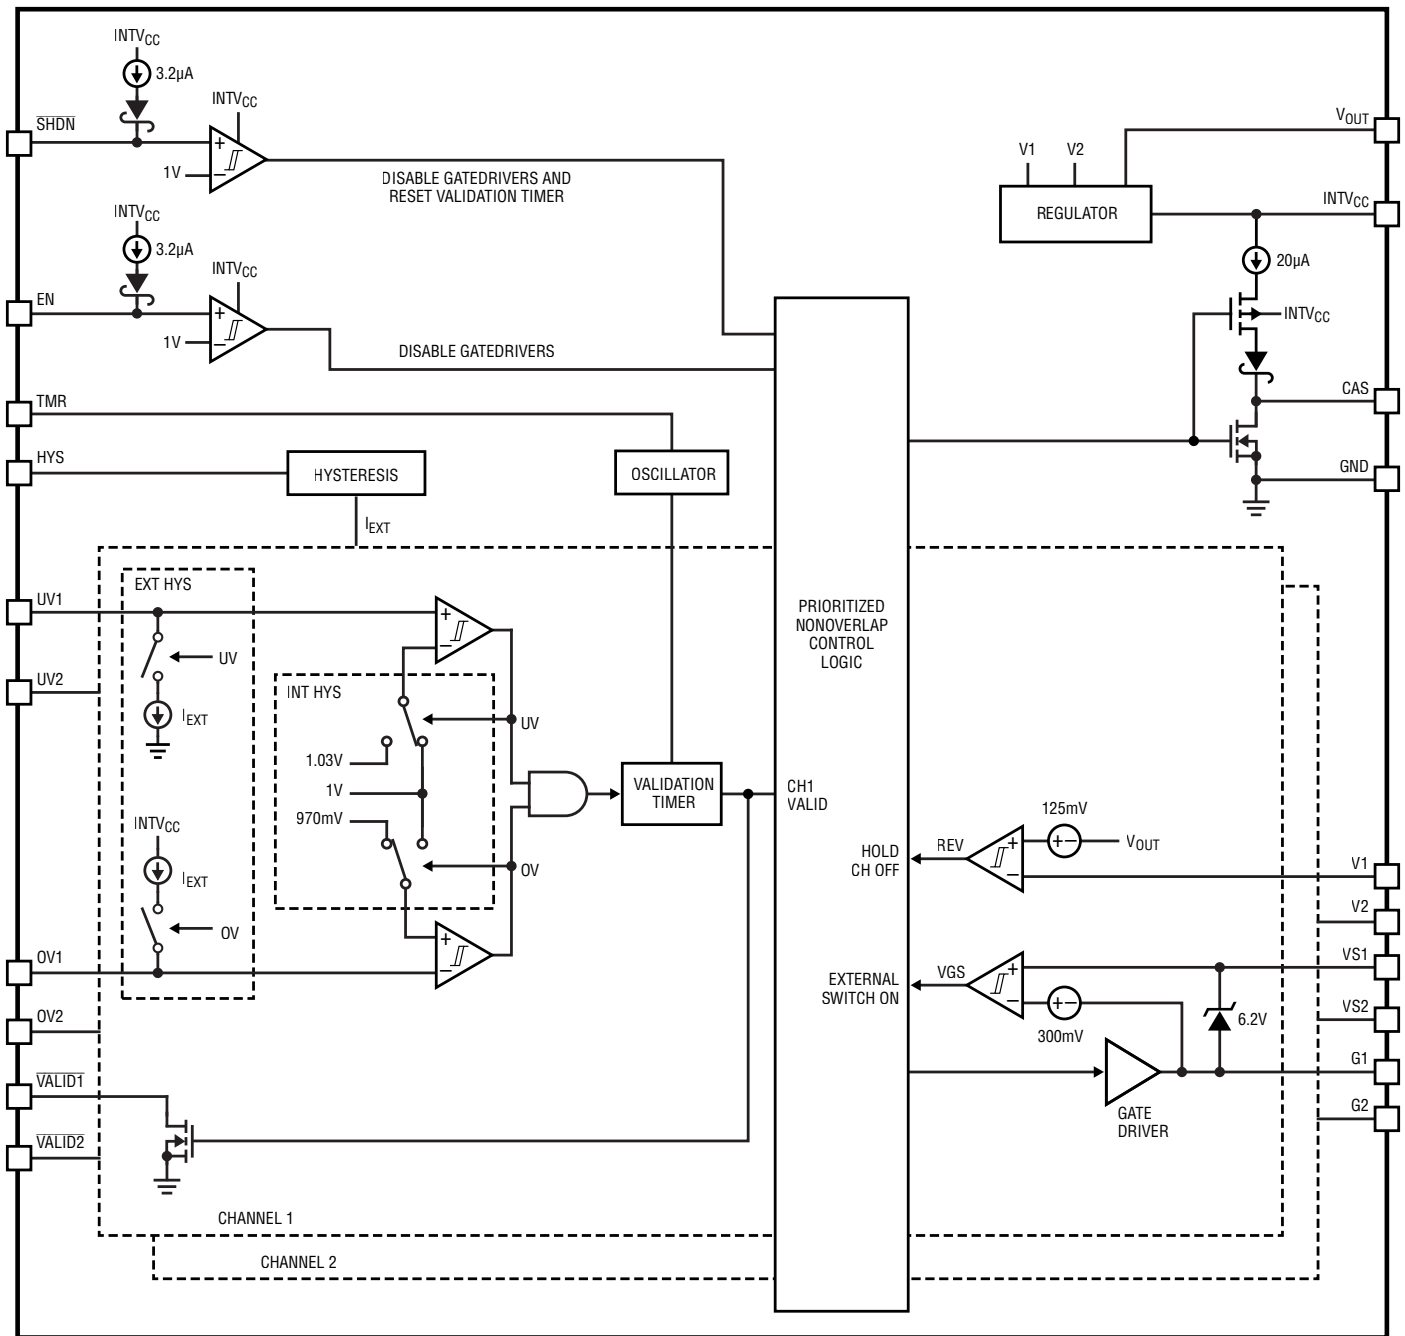 INTVCC
3.2µA
SHDN
INTVCC
1V
DISABLE GATEDRIVERS AND
RESET VALIDATION TIMER
INTVCC
3.2µA
EN
INTVCC
1V
DISABLE GATEDRIVERS
TMR
HYS
HYSTERESIS
OSCILLATOR
IEXT
V1
V2
REGULATOR
VOUT
INTVCC
20µA
INTVCC
CAS
GND
UV1
UV2
EXT HYS
UV
IEXT
INTVCC
IEXT
OV
INT HYS
UV
1.03V
1V
970mV
OV
VALIDATION
TIMER
PRIORITIZED
NONOVERLAP
CONTROL
LOGIC
CH1
VALID
HOLD
CH OFF
REV
125mV
VOUT
EXTERNAL
SWITCH ON
VGS
300mV
6.2V
GATE
DRIVER
V1
V2
VS1
VS2
G1
G2
OV1
OV2
VALID1
VALID2
CHANNEL 1
CHANNEL 2